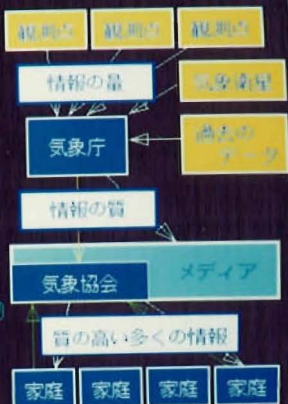 観測点 観測点 観測点
情報の量
気象衛星
気象庁
過去の
データ
情報の質
気象協会
メディア
質の高い多くの情報
家庭 家庭 家庭 家庭